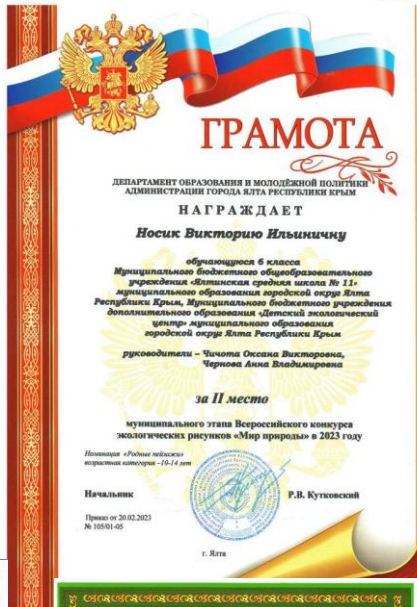 ГРАМОТА
ДЕПАРТАМЕНТ ОБРАЗОВАНИЯ И МОЛОДЁЖНОЙ ПОЛИТИКИ
АДМИНИСТРАЦИИ ГОРОДА ЯЛТА РЕСПУБЛИКИ КРЫМ
НАГРАЖДАЕТ
Носик Викторию Ильиничну
обучающуюся 6 класса
Муниципального бюджетного общеобразовательного
учреждения «Ялтинская средняя школа № 11»
муниципального образования городской округ Ялта
Республики Крым, Муниципального бюджетного учреждения
дополнительного образования «Детский экологический
центр» муниципального образования
городской округ Ялта Республики Крым
руководители – Чичота Оксана Викторовна,
Чернова Анна Владимировна
за II место
муниципального этапа Всероссийского конкурса
экологических рисунков «Мир природы» в 2023 году
Номинация «Родные пейзажи»
возрастная категория –10-14 лет
Начальник Р.В. Кутковский
Приказ от 20.02.2023
№ 105/01-05
г. Ялта